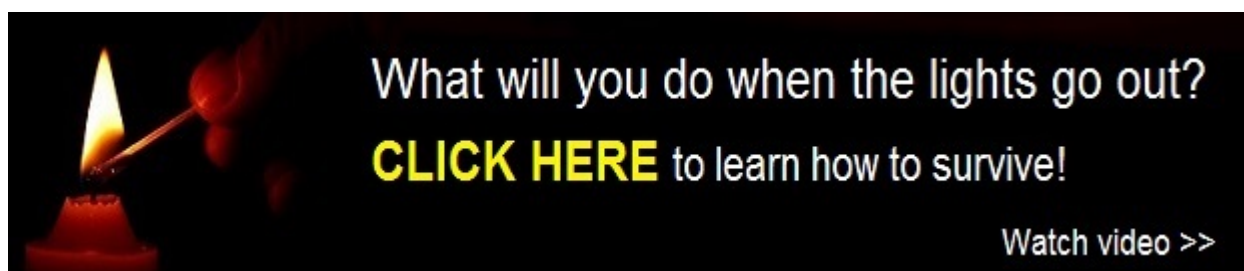 What will you do when the lights go out?
CLICK HERE to learn how to survive!
Watch video >>